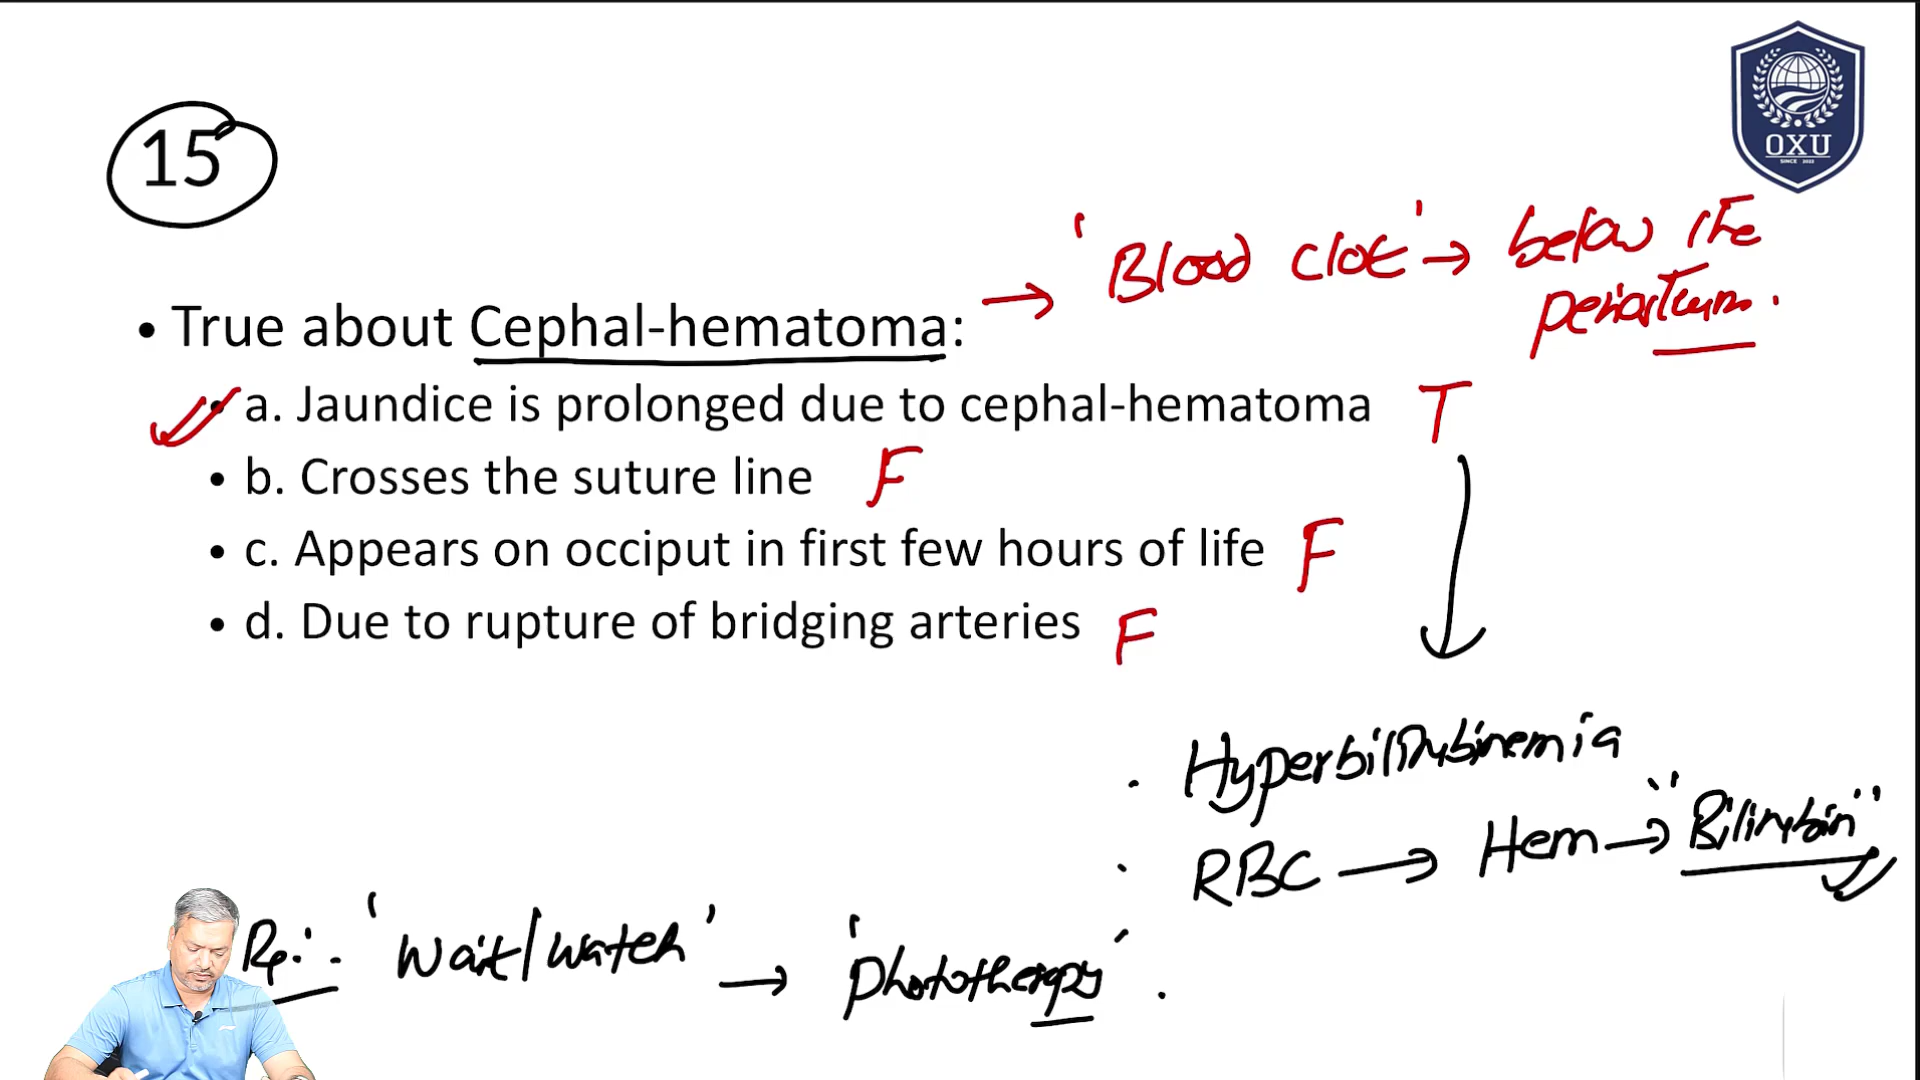 OXU
SINCE 2022
15
'Blood clot' → below the
periosteum.
• True about Cephal-hematoma: →
• a. Jaundice is prolonged due to cephal-hematoma T
• b. Crosses the suture line F
• c. Appears on occiput in first few hours of life F
• d. Due to rupture of bridging arteries F
. Hyperbilirubinemia
. RBC → Hem → "Bilirubin"
'Wait/Watch' → 'Phototherapy'.